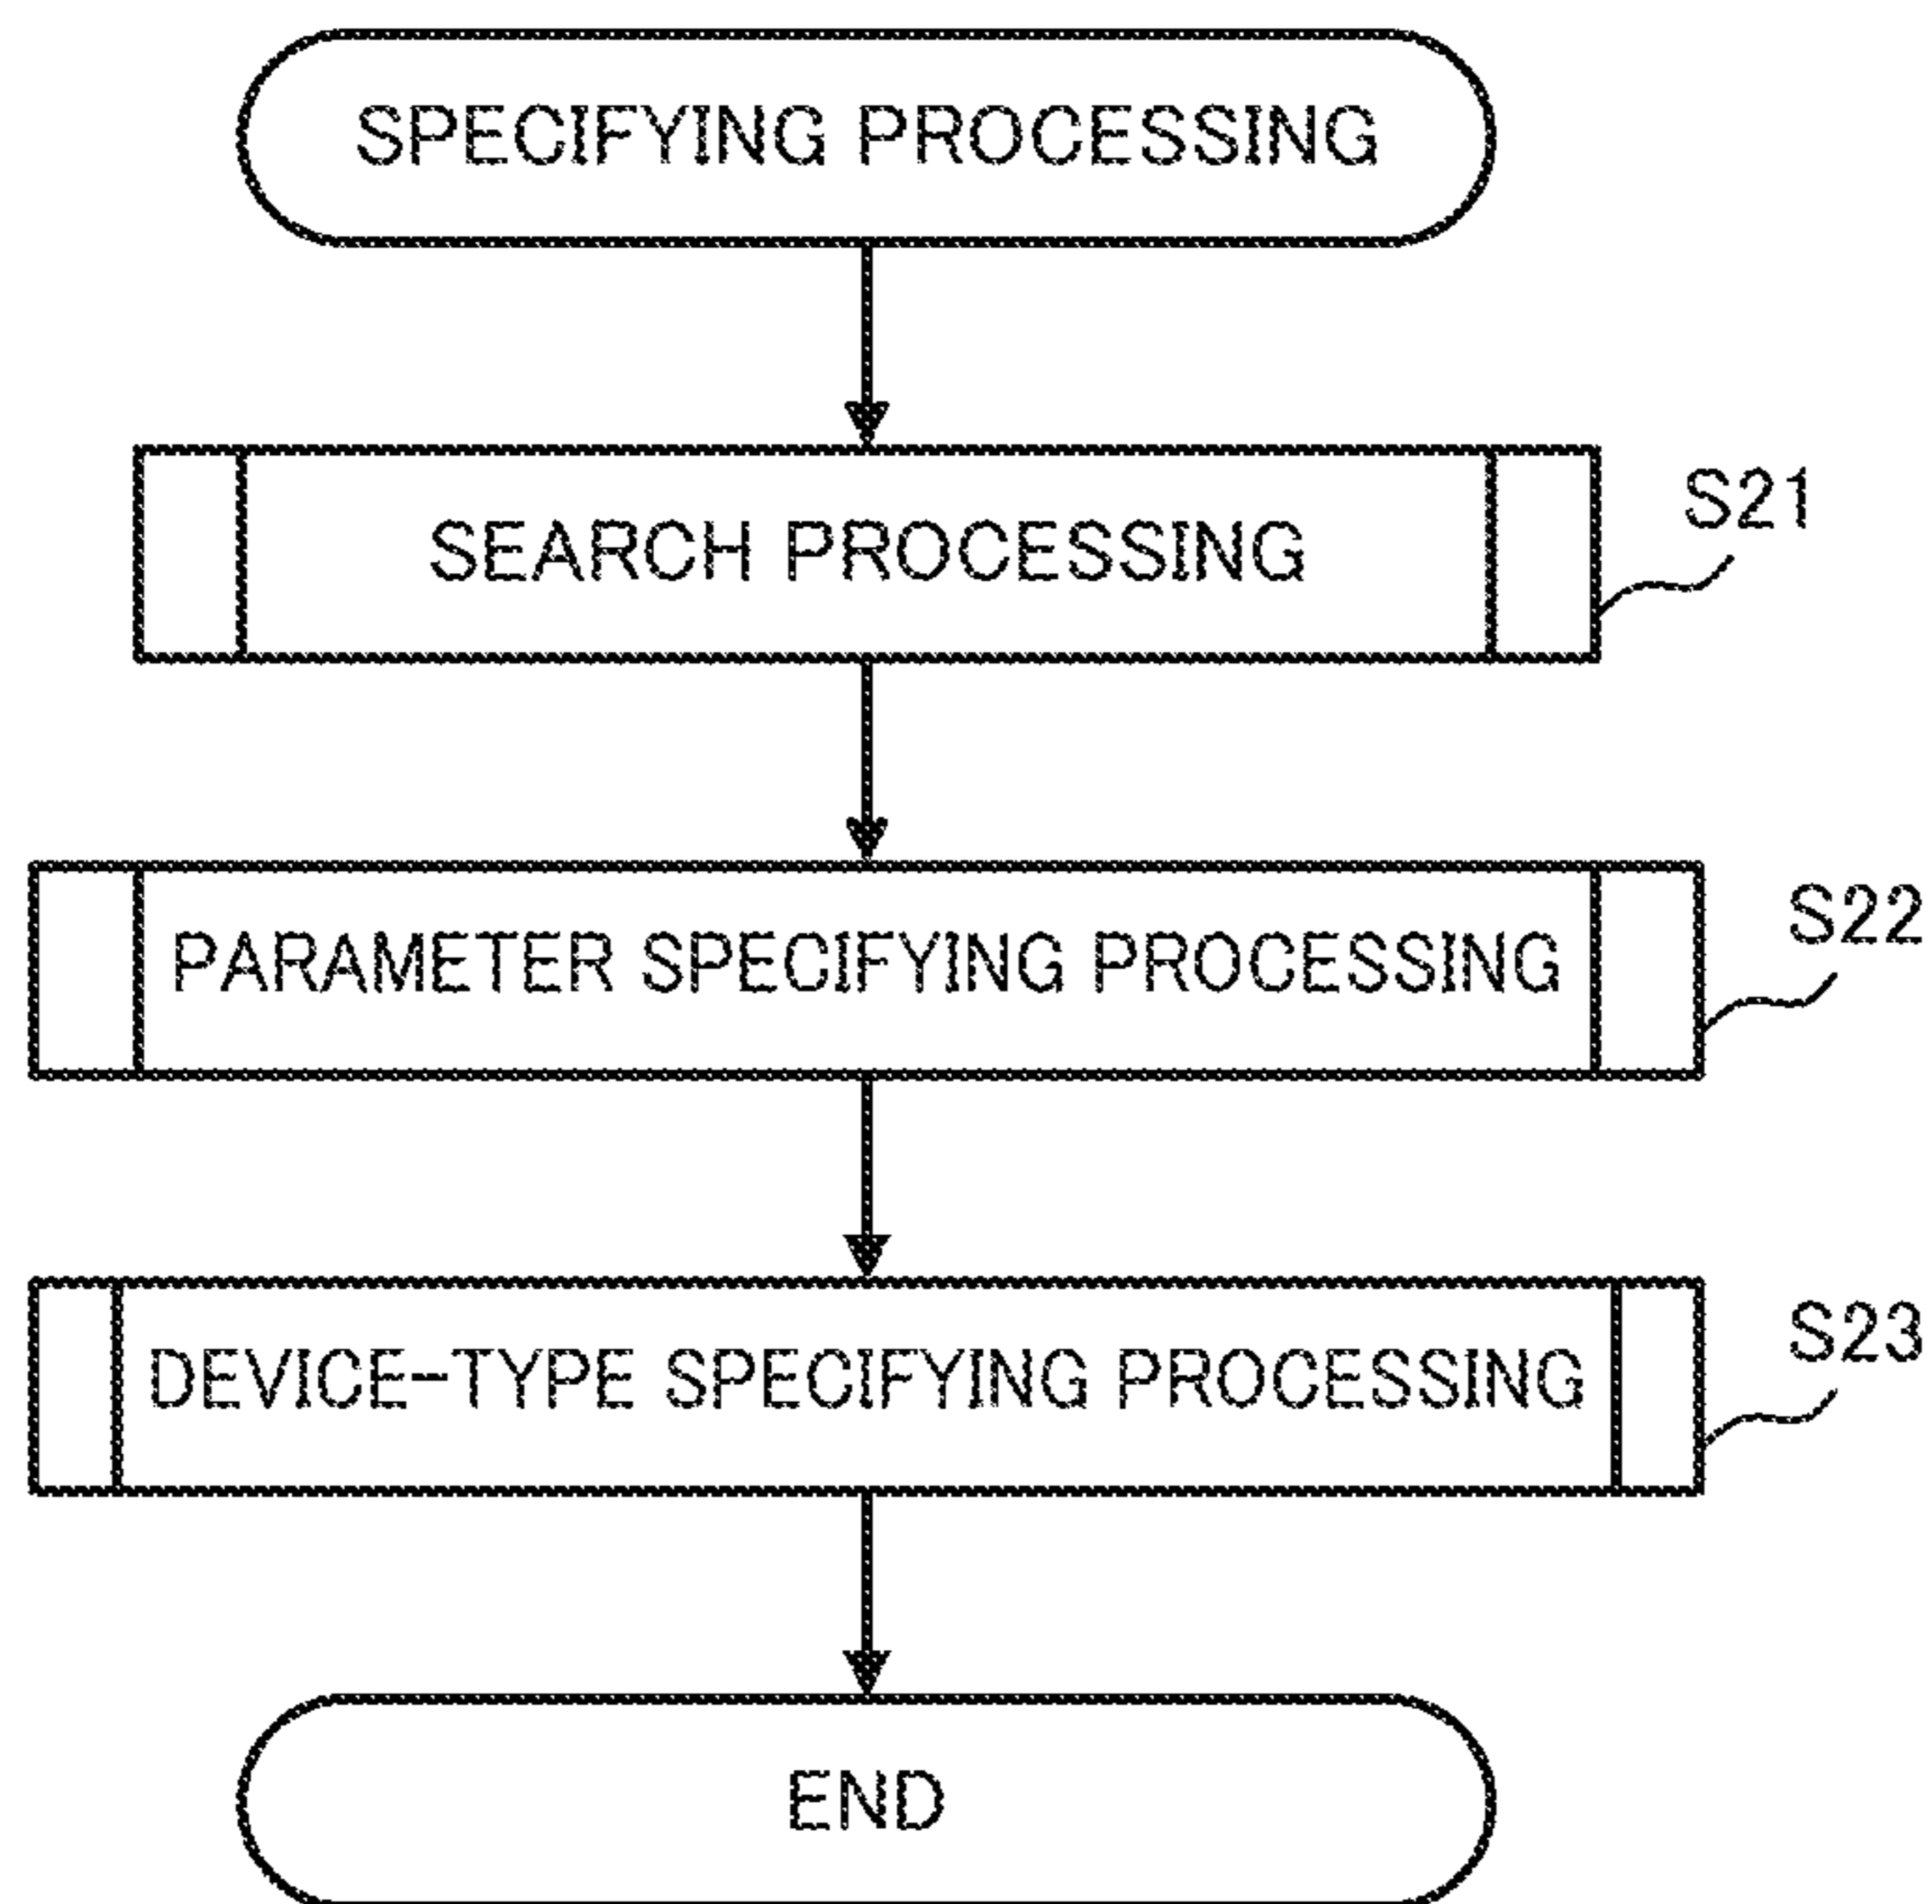 SPECIFYING PROCESSING
SEARCH PROCESSING
S21
PARAMETER SPECIFYING PROCESSING
S22
DEVICE-TYPE SPECIFYING PROCESSING
S23
END